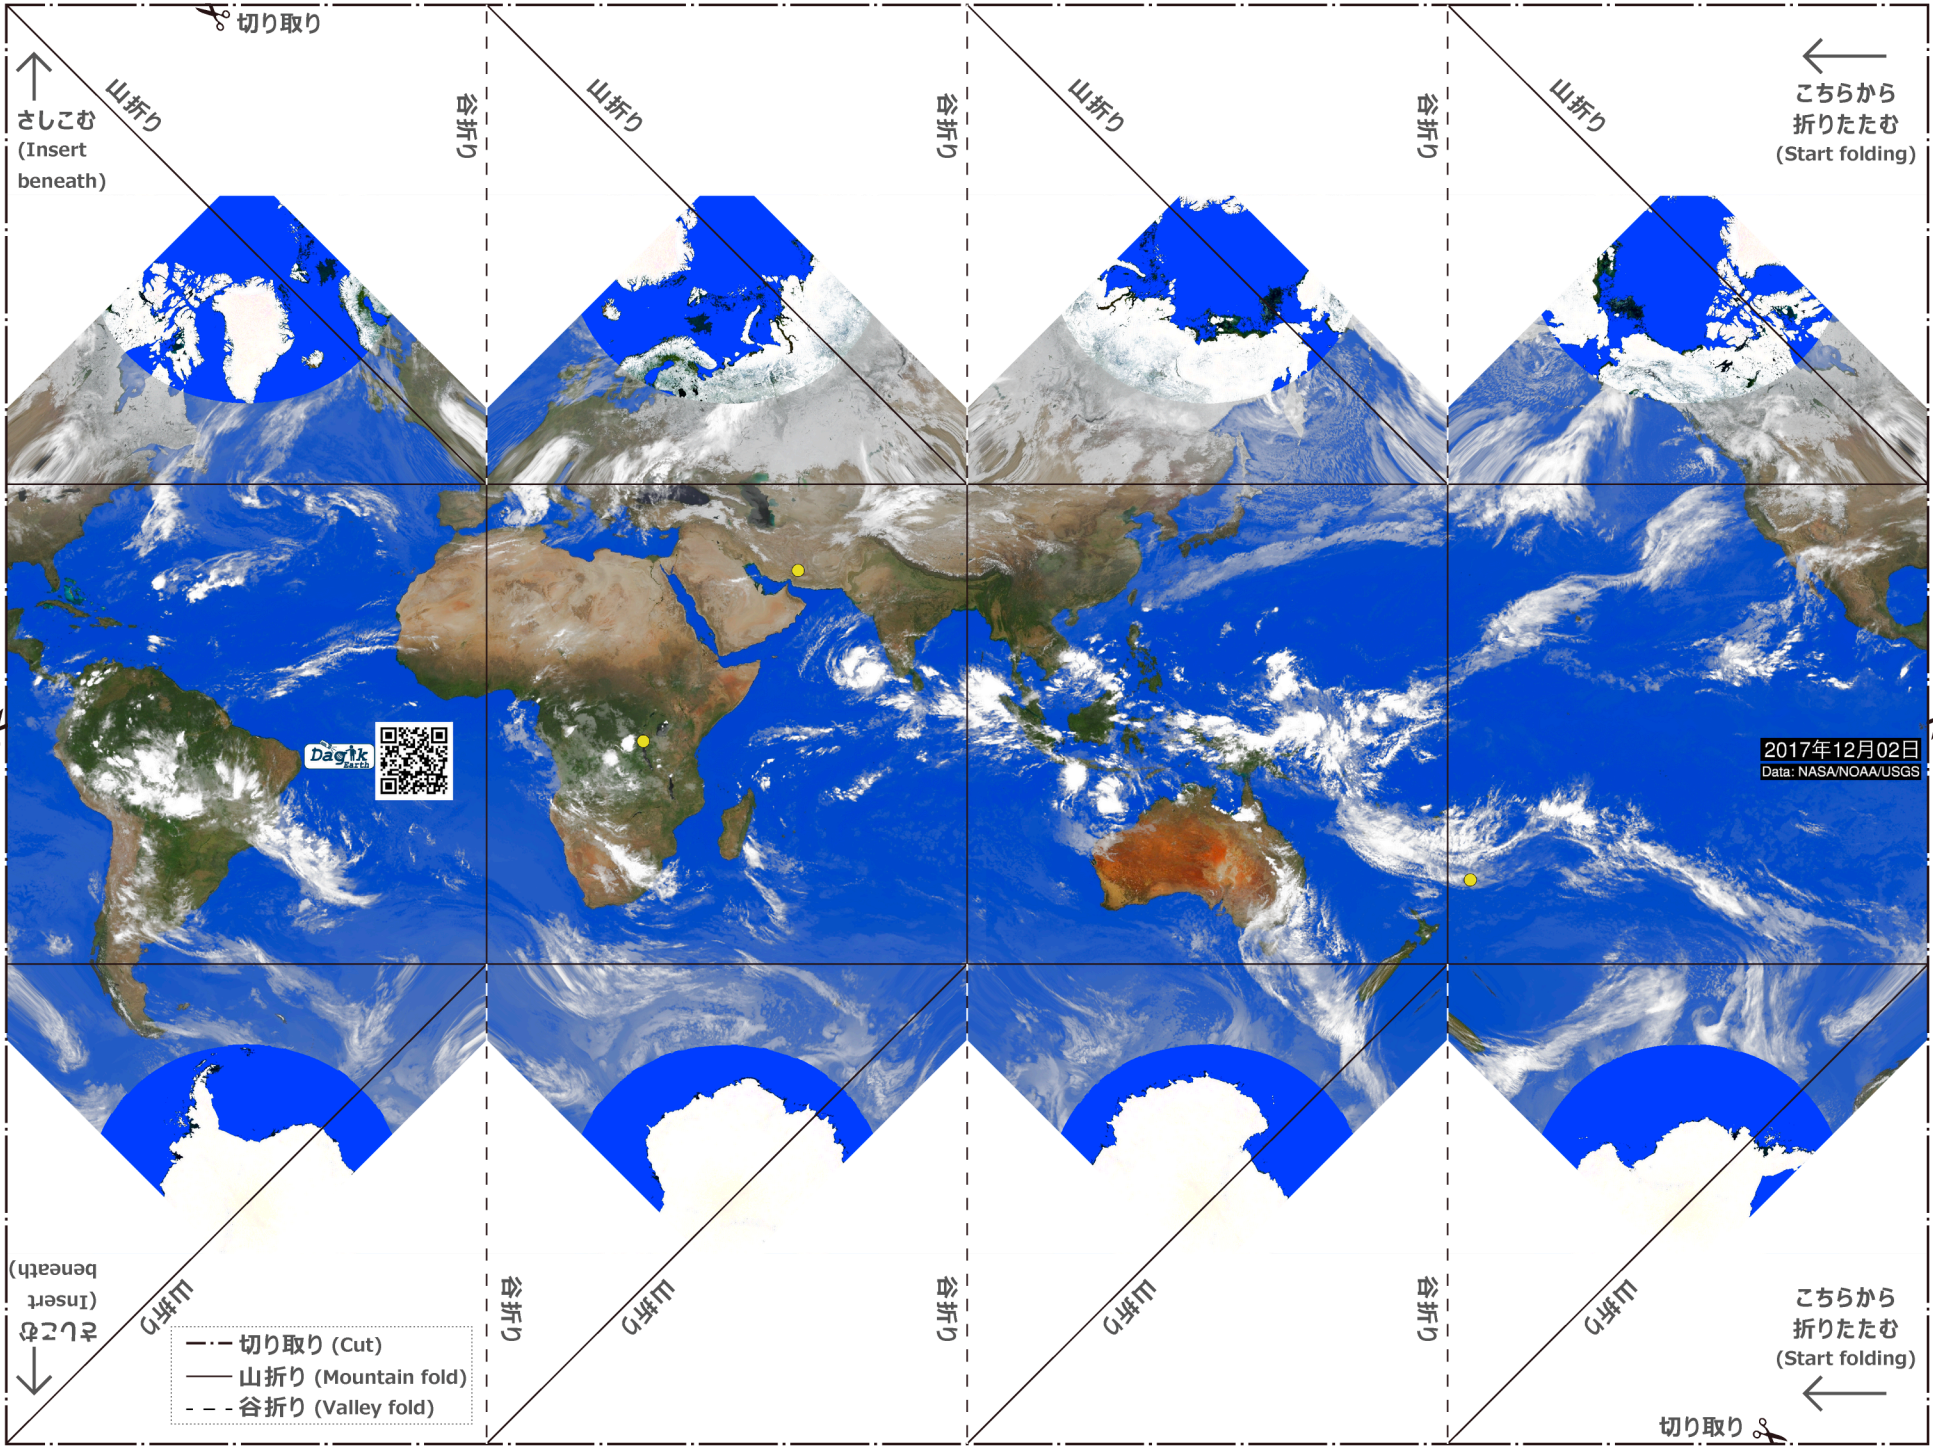 切り取り
さしこむ
(Insert
beneath)
山折り
谷折り
山折り
谷折り
山折り
谷折り
山折り
こちらから
折りたたむ
(Start folding)
Dagik
Earth
2017年12月02日
Data: NASA/NOAA/USGS
さしこむ
(Insert
beneath)
山折り
谷折り
山折り
谷折り
山折り
谷折り
山折り
こちらから
折りたたむ
(Start folding)
切り取り (Cut)
山折り (Mountain fold)
谷折り (Valley fold)
切り取り